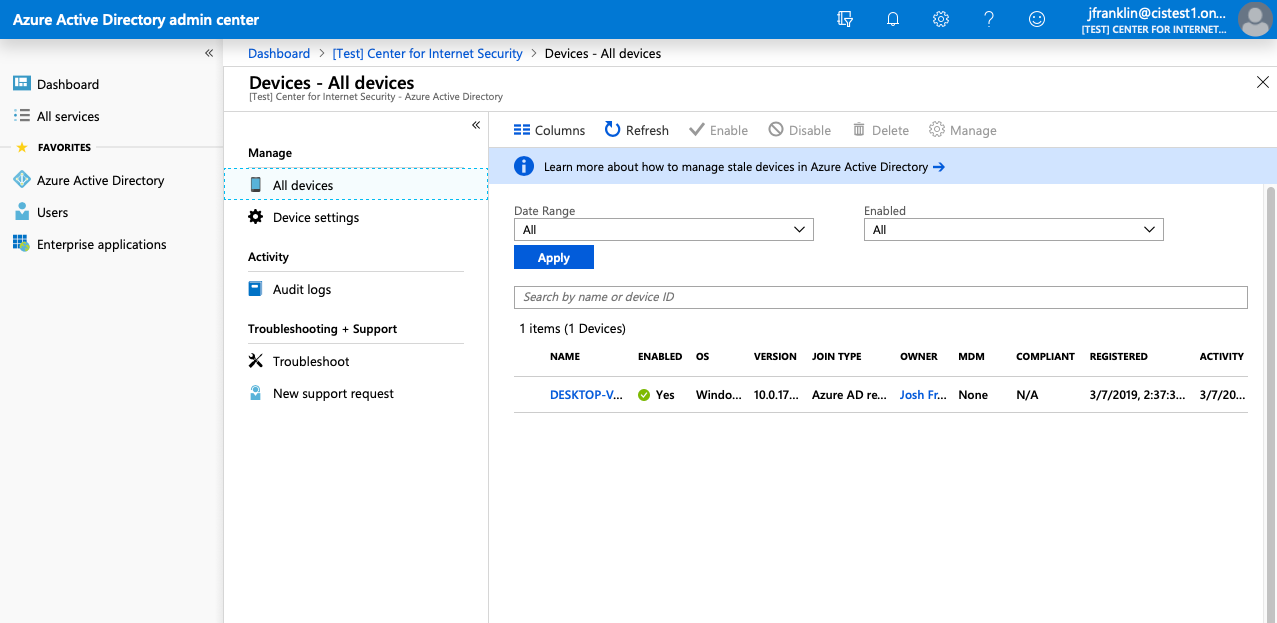 Azure Active Directory admin center
jfranklin@cistest1.on...
[TEST] CENTER FOR INTERNET...
Dashboard > [Test] Center for Internet Security > Devices - All devices
Devices - All devices
[Test] Center for Internet Security - Azure Active Directory
Dashboard
All services
FAVORITES
Azure Active Directory
Users
Enterprise applications
Manage
All devices
Device settings
Activity
Audit logs
Troubleshooting + Support
Troubleshoot
New support request
Columns Refresh Enable Disable Delete Manage
Learn more about how to manage stale devices in Azure Active Directory →
Date Range Enabled
All All
Apply
Search by name or device ID
1 items (1 Devices)
NAME ENABLED OS VERSION JOIN TYPE OWNER MDM COMPLIANT REGISTERED ACTIVITY
DESKTOP-V... Yes Windo... 10.0.17... Azure AD re... Josh Fr... None N/A 3/7/2019, 2:37:3... 3/7/20...